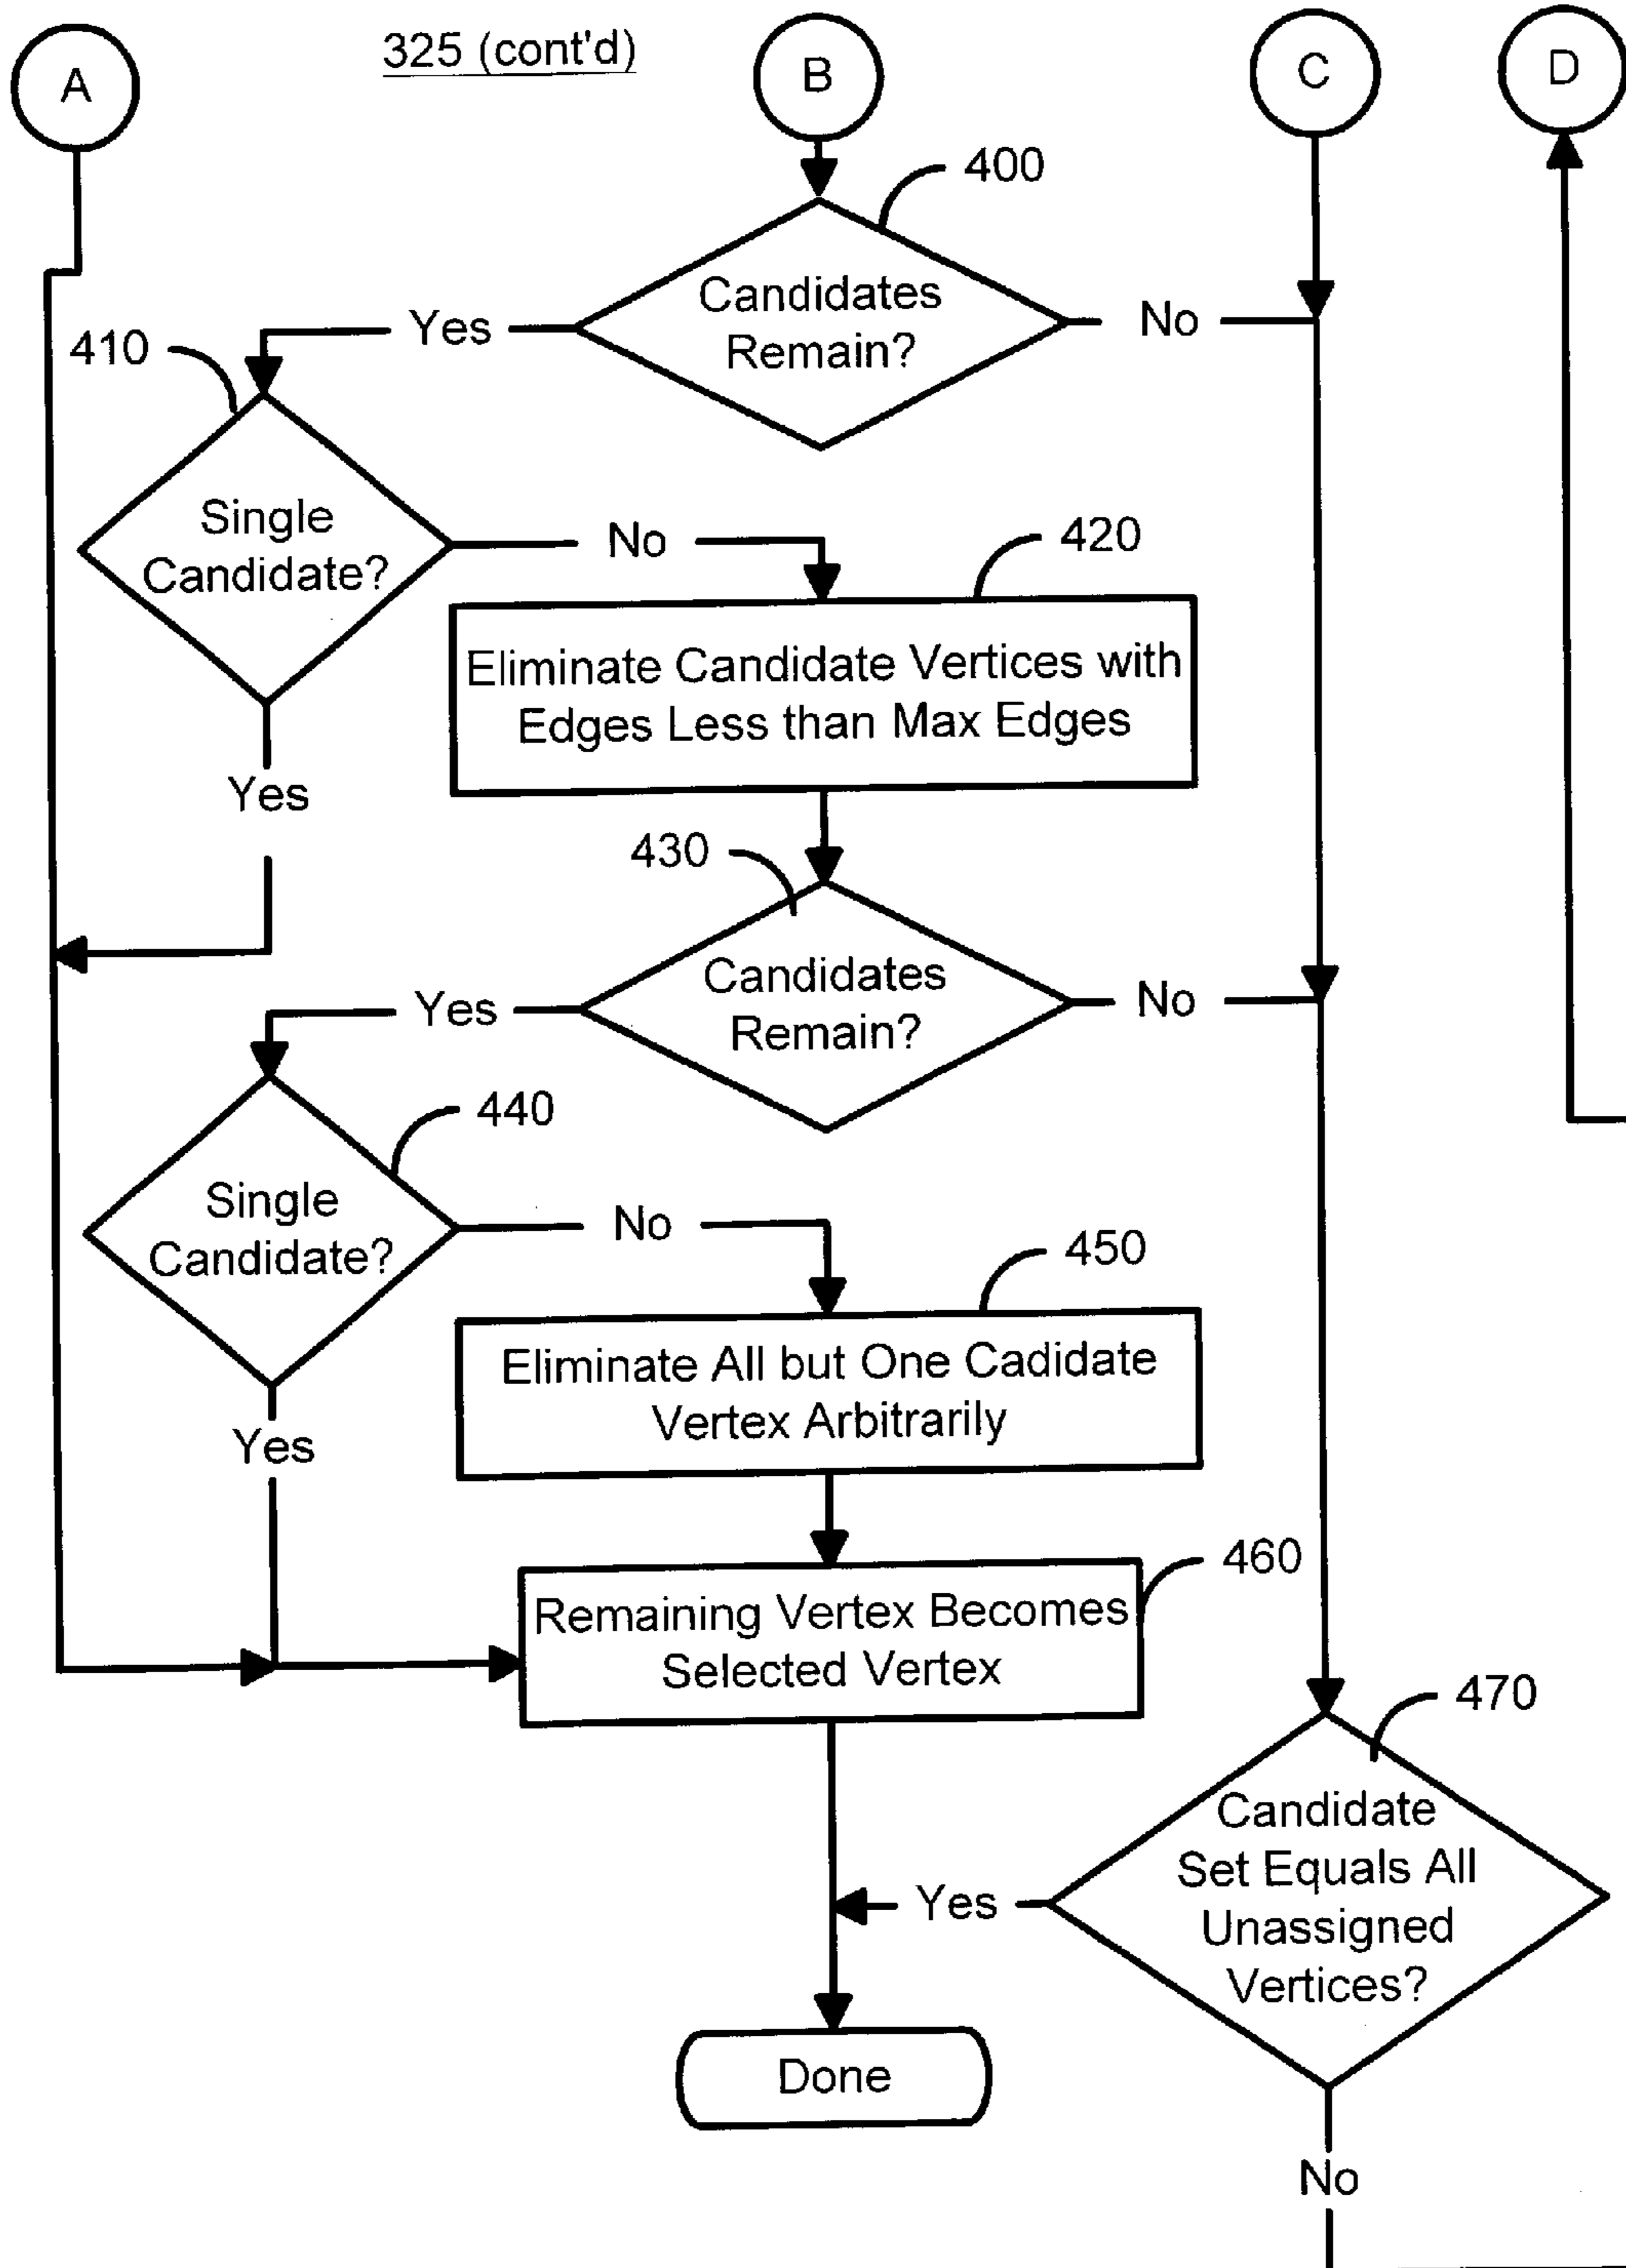 325 (cont'd)
A
B
C
D
400
Candidates
Remain?
Yes
No
410
Single
Candidate?
No
Yes
420
Eliminate Candidate Vertices with
Edges Less than Max Edges
430
Candidates
Remain?
Yes
No
440
Single
Candidate?
No
Yes
450
Eliminate All but One Cadidate
Vertex Arbitrarily
460
Remaining Vertex Becomes
Selected Vertex
470
Candidate
Set Equals All
Unassigned
Vertices?
Yes
No
Done